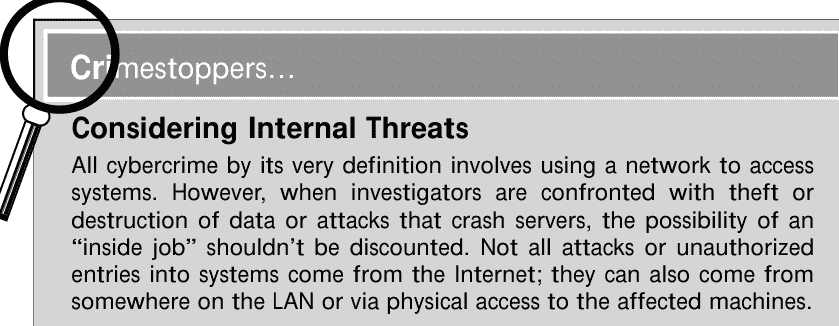 Crimestoppers…
Considering Internal Threats
All cybercrime by its very definition involves using a network to access
systems. However, when investigators are confronted with theft or
destruction of data or attacks that crash servers, the possibility of an
“inside job” shouldn’t be discounted. Not all attacks or unauthorized
entries into systems come from the Internet; they can also come from
somewhere on the LAN or via physical access to the affected machines.